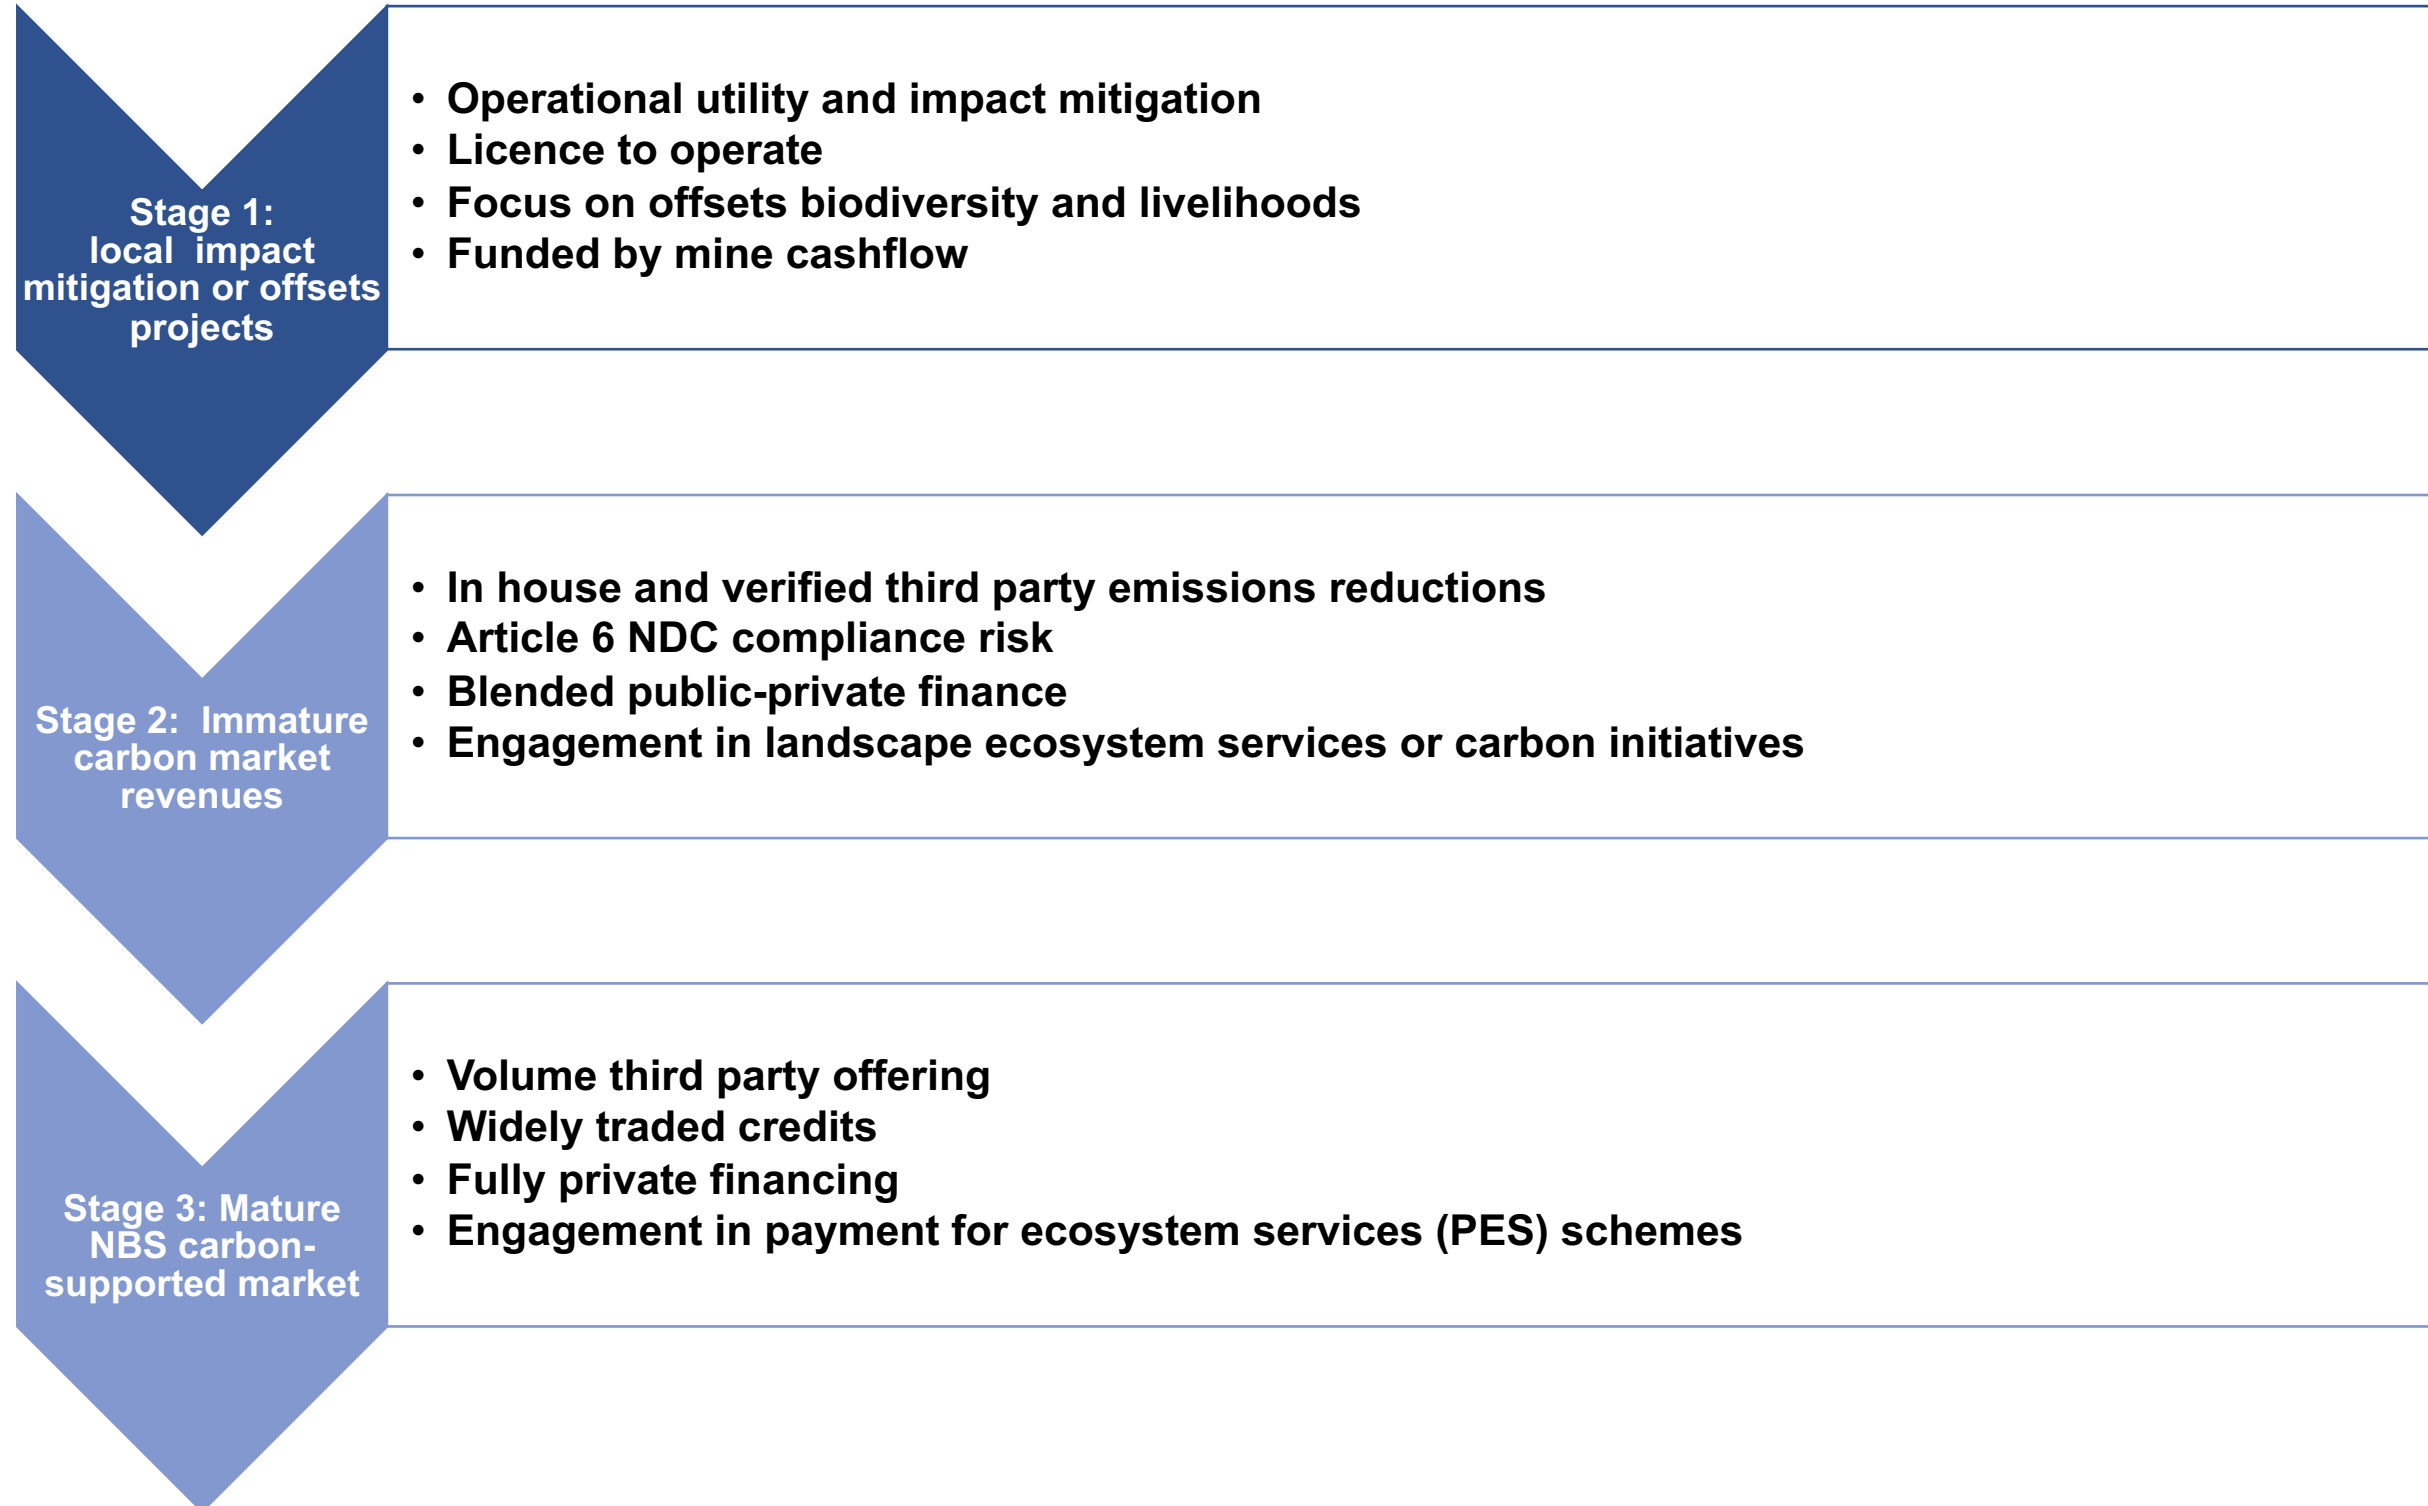 Stage 1:
local  impact
mitigation or offsets
projects
• Operational utility and impact mitigation
• Licence to operate
• Focus on offsets biodiversity and livelihoods
• Funded by mine cashflow
Stage 2:  Immature
carbon market
revenues
• In house and verified third party emissions reductions
• Article 6 NDC compliance risk
• Blended public-private finance
• Engagement in landscape ecosystem services or carbon initiatives
Stage 3: Mature
NBS carbon-
supported market
• Volume third party offering
• Widely traded credits
• Fully private financing
• Engagement in payment for ecosystem services (PES) schemes